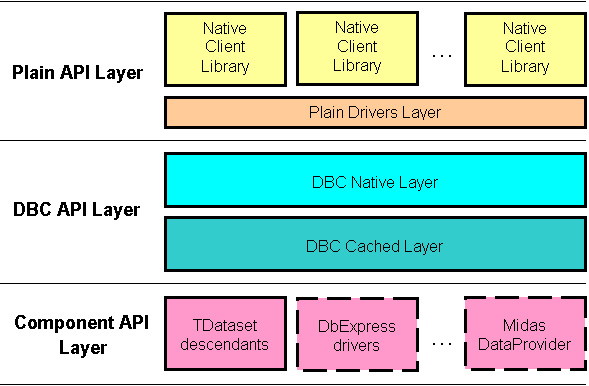 Plain API Layer
Native
Client
Library
Native
Client
Library
...
Native
Client
Library
Plain Drivers Layer
DBC API Layer
DBC Native Layer
DBC Cached Layer
Component API
Layer
TDataset
descendants
DbExpress
drivers
...
Midas
DataProvider